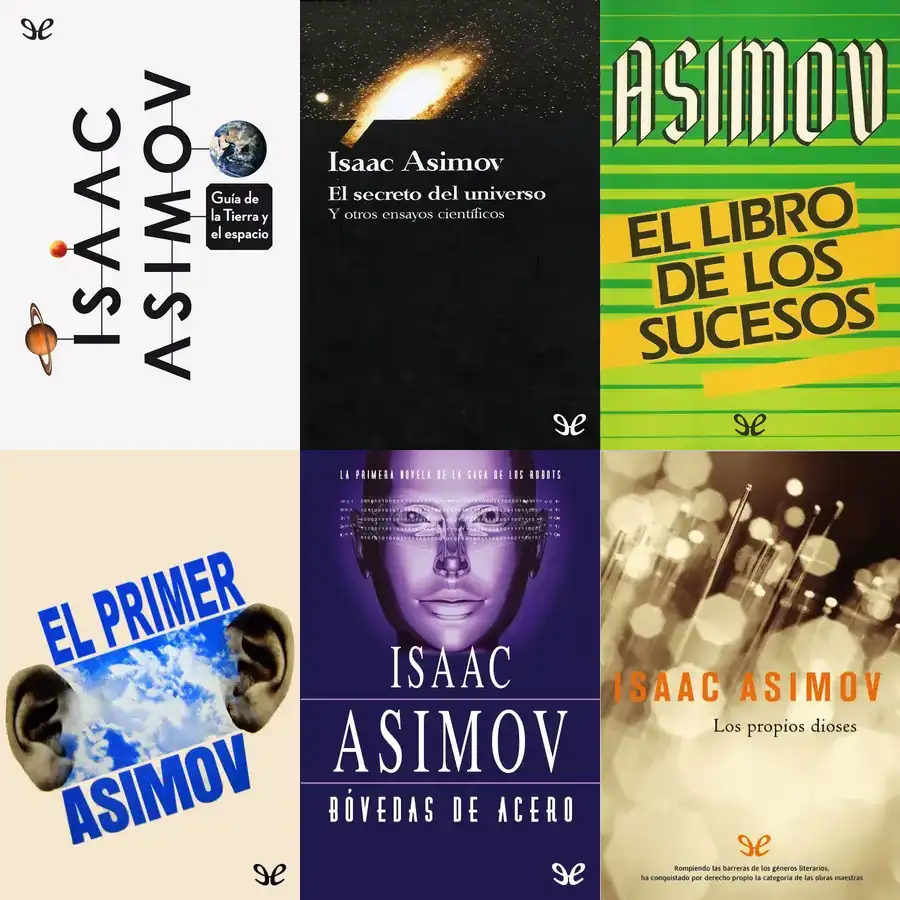 ISAAC
ASIMOV
Guía de
la Tierra y
el espacio
Isaac Asimov
El secreto del universo
Y otros ensayos científicos
ASIMOV
EL LIBRO
DE LOS
SUCESOS
EL PRIMER
ASIMOV
LA PRIMERA NOVELA DE LA SAGA DE LOS ROBOTS
ISAAC
ASIMOV
BÓVEDAS DE ACERO
ISAAC ASIMOV
Los propios dioses
Rompiendo las barreras de los géneros literarios,
ha conquistado por derecho propio la categoría de las obras maestras